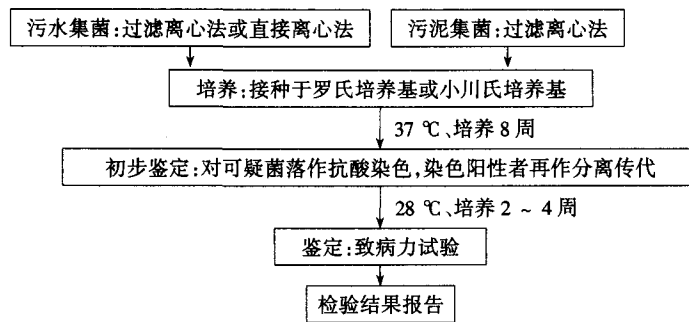 污水集菌:过滤离心法或直接离心法
污泥集菌:过滤离心法
培养:接种于罗氏培养基或小川氏培养基
37 ℃、培养 8 周
初步鉴定:对可疑菌落作抗酸染色,染色阳性者再作分离传代
28 ℃、培养 2 ~ 4 周
鉴定:致病力试验
检验结果报告